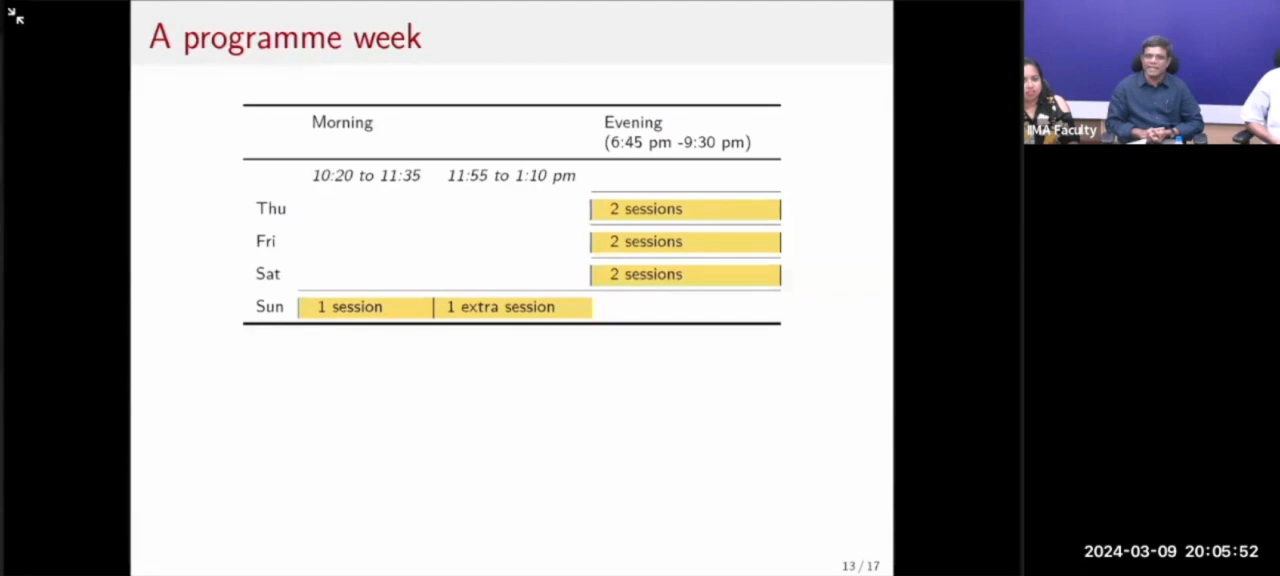 A programme week
Morning Evening
(6:45 pm -9:30 pm)
10:20 to 11:35 11:55 to 1:10 pm
Thu 2 sessions
Fri 2 sessions
Sat 2 sessions
Sun 1 session 1 extra session
13 / 17
IIMA Faculty
2024-03-09 20:05:52